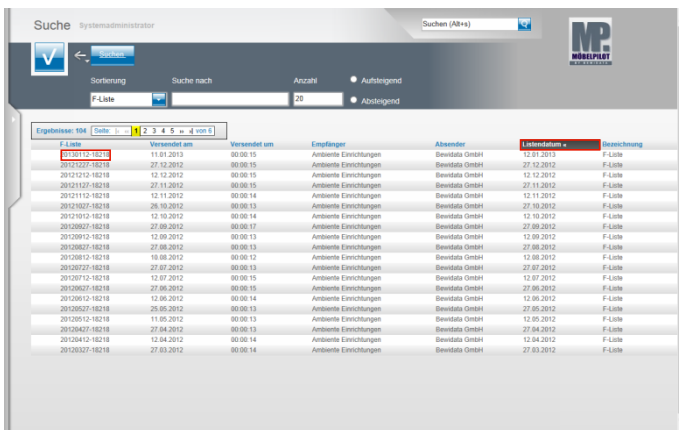 Suche Systemadministrator
Suchen (Alt+s)
MP
MÖBELPILOT
Suchen
Sortierung Suche nach Anzahl Aufsteigend
F-Liste 20 Absteigend
Ergebnisse: 104 Seite: 1 2 3 4 5 von 6
F-Liste Versendet am Versendet um Empfänger Absender Listendatum Bezeichnung
20130112-18218 11.01.2013 00:00:15 Ambiente Einrichtungen Bewidata GmbH 12.01.2013 F-Liste
20121227-18218 27.12.2012 00:00:15 Ambiente Einrichtungen Bewidata GmbH 27.12.2012 F-Liste
20121212-18218 12.12.2012 00:00:15 Ambiente Einrichtungen Bewidata GmbH 12.12.2012 F-Liste
20121127-18218 27.11.2012 00:00:15 Ambiente Einrichtungen Bewidata GmbH 27.11.2012 F-Liste
20121112-18218 12.11.2012 00:00:14 Ambiente Einrichtungen Bewidata GmbH 12.11.2012 F-Liste
20121027-18218 26.10.2012 00:00:13 Ambiente Einrichtungen Bewidata GmbH 27.10.2012 F-Liste
20121012-18218 12.10.2012 00:00:14 Ambiente Einrichtungen Bewidata GmbH 12.10.2012 F-Liste
20120927-18218 27.09.2012 00:00:17 Ambiente Einrichtungen Bewidata GmbH 27.09.2012 F-Liste
20120912-18218 12.09.2012 00:00:13 Ambiente Einrichtungen Bewidata GmbH 12.09.2012 F-Liste
20120827-18218 27.08.2012 00:00:13 Ambiente Einrichtungen Bewidata GmbH 27.08.2012 F-Liste
20120812-18218 10.08.2012 00:00:12 Ambiente Einrichtungen Bewidata GmbH 12.08.2012 F-Liste
20120727-18218 27.07.2012 00:00:13 Ambiente Einrichtungen Bewidata GmbH 27.07.2012 F-Liste
20120712-18218 12.07.2012 00:00:15 Ambiente Einrichtungen Bewidata GmbH 12.07.2012 F-Liste
20120627-18218 27.06.2012 00:00:15 Ambiente Einrichtungen Bewidata GmbH 27.06.2012 F-Liste
20120612-18218 12.06.2012 00:00:14 Ambiente Einrichtungen Bewidata GmbH 12.06.2012 F-Liste
20120527-18218 25.05.2012 00:00:13 Ambiente Einrichtungen Bewidata GmbH 27.05.2012 F-Liste
20120512-18218 11.05.2012 00:00:13 Ambiente Einrichtungen Bewidata GmbH 12.05.2012 F-Liste
20120427-18218 27.04.2012 00:00:13 Ambiente Einrichtungen Bewidata GmbH 27.04.2012 F-Liste
20120412-18218 12.04.2012 00:00:14 Ambiente Einrichtungen Bewidata GmbH 12.04.2012 F-Liste
20120327-18218 27.03.2012 00:00:14 Ambiente Einrichtungen Bewidata GmbH 27.03.2012 F-Liste